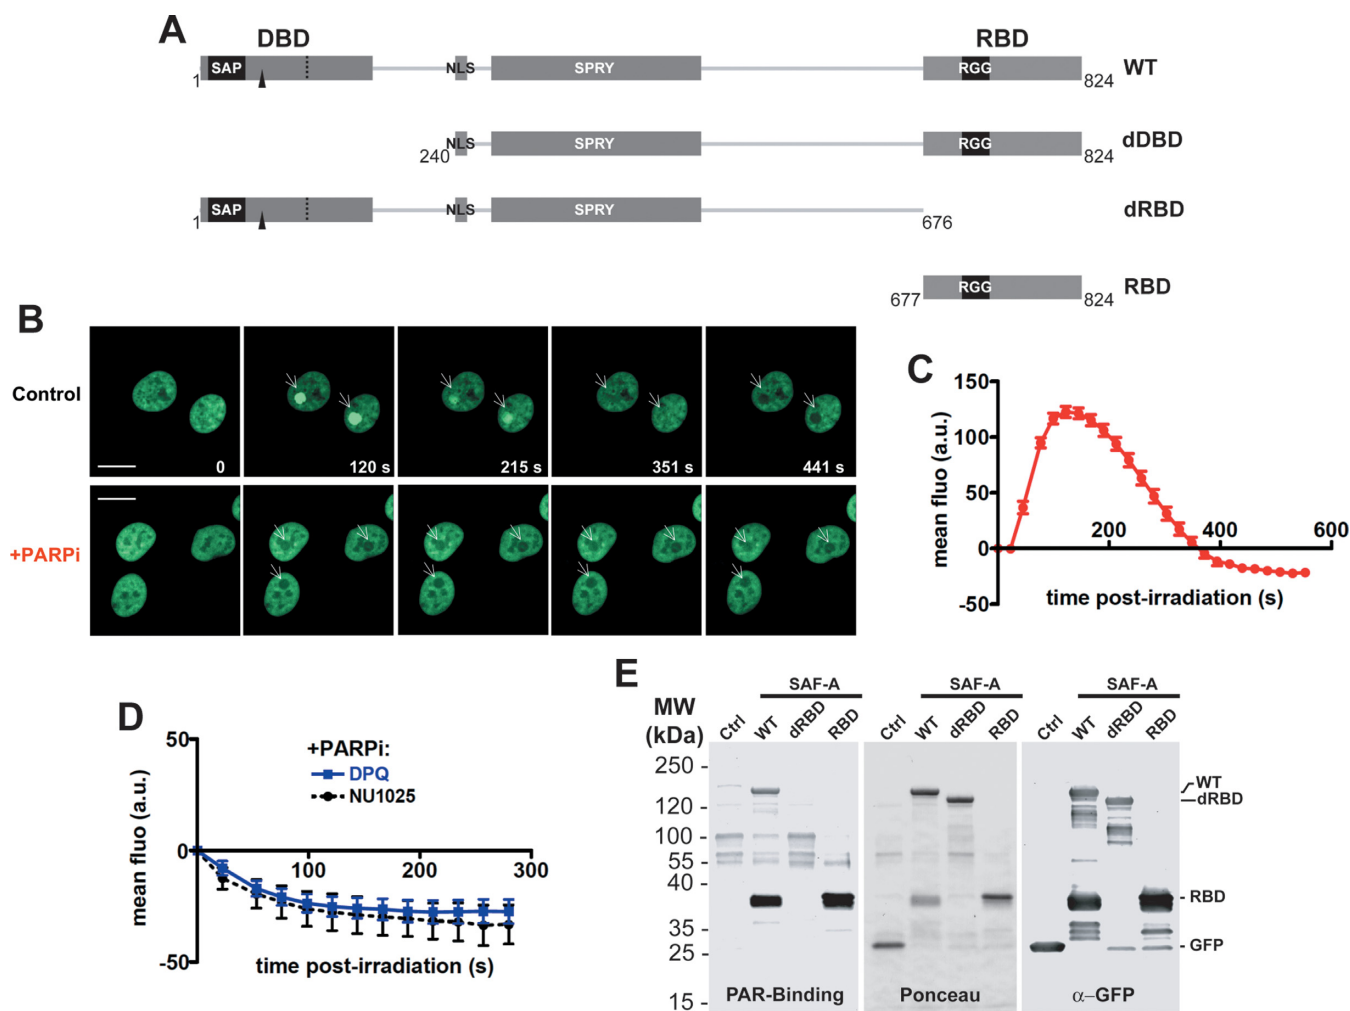 A
DBD RBD
SAP NLS SPRY RGG WT
1 824
NLS SPRY RGG dDBD
240 824
SAP NLS SPRY dRBD
1 676
RGG RBD
677 824
B
Control
0 120 s 215 s 351 s 441 s
+PARPi
C
150
100
50
0
-50
200 400 600
mean fluo (a.u.)
time post-irradiation (s)
D
50
0
-50
100 200 300
+PARPi:
DPQ
NU1025
mean fluo (a.u.)
time post-irradiation (s)
E
SAF-A SAF-A SAF-A
MW
(kDa)
Ctrl WT dRBD RBD Ctrl WT dRBD RBD Ctrl WT dRBD RBD
250 -
120 -
100 -
55 -
40 -
35 -
25 -
15 -
WT
dRBD
- RBD
- GFP
PAR-Binding Ponceau α–GFP